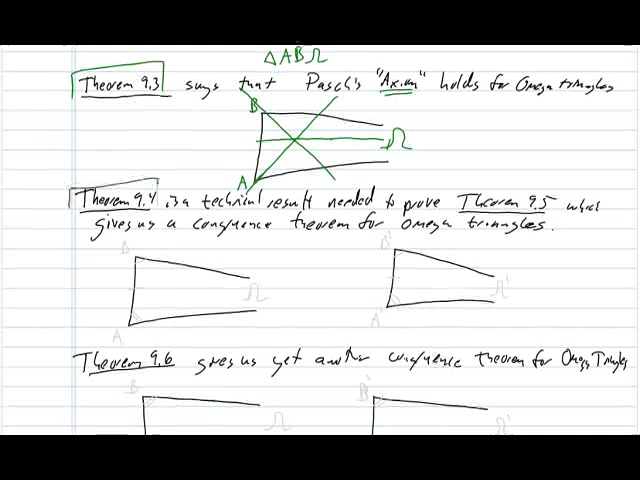 △ABΩ
Theorem 9.3 says that Pasch's "Axiom" holds for Omega triangles
B
Ω
A
Theorem 9.4 is a technical result needed to prove Theorem 9.5 which
gives us a congruence theorem for omega triangles.
B B'
Ω Ω'
A A'
Theorem 9.6 gives us yet another congruence theorem for Omega Triangles
B B'
Ω Ω'